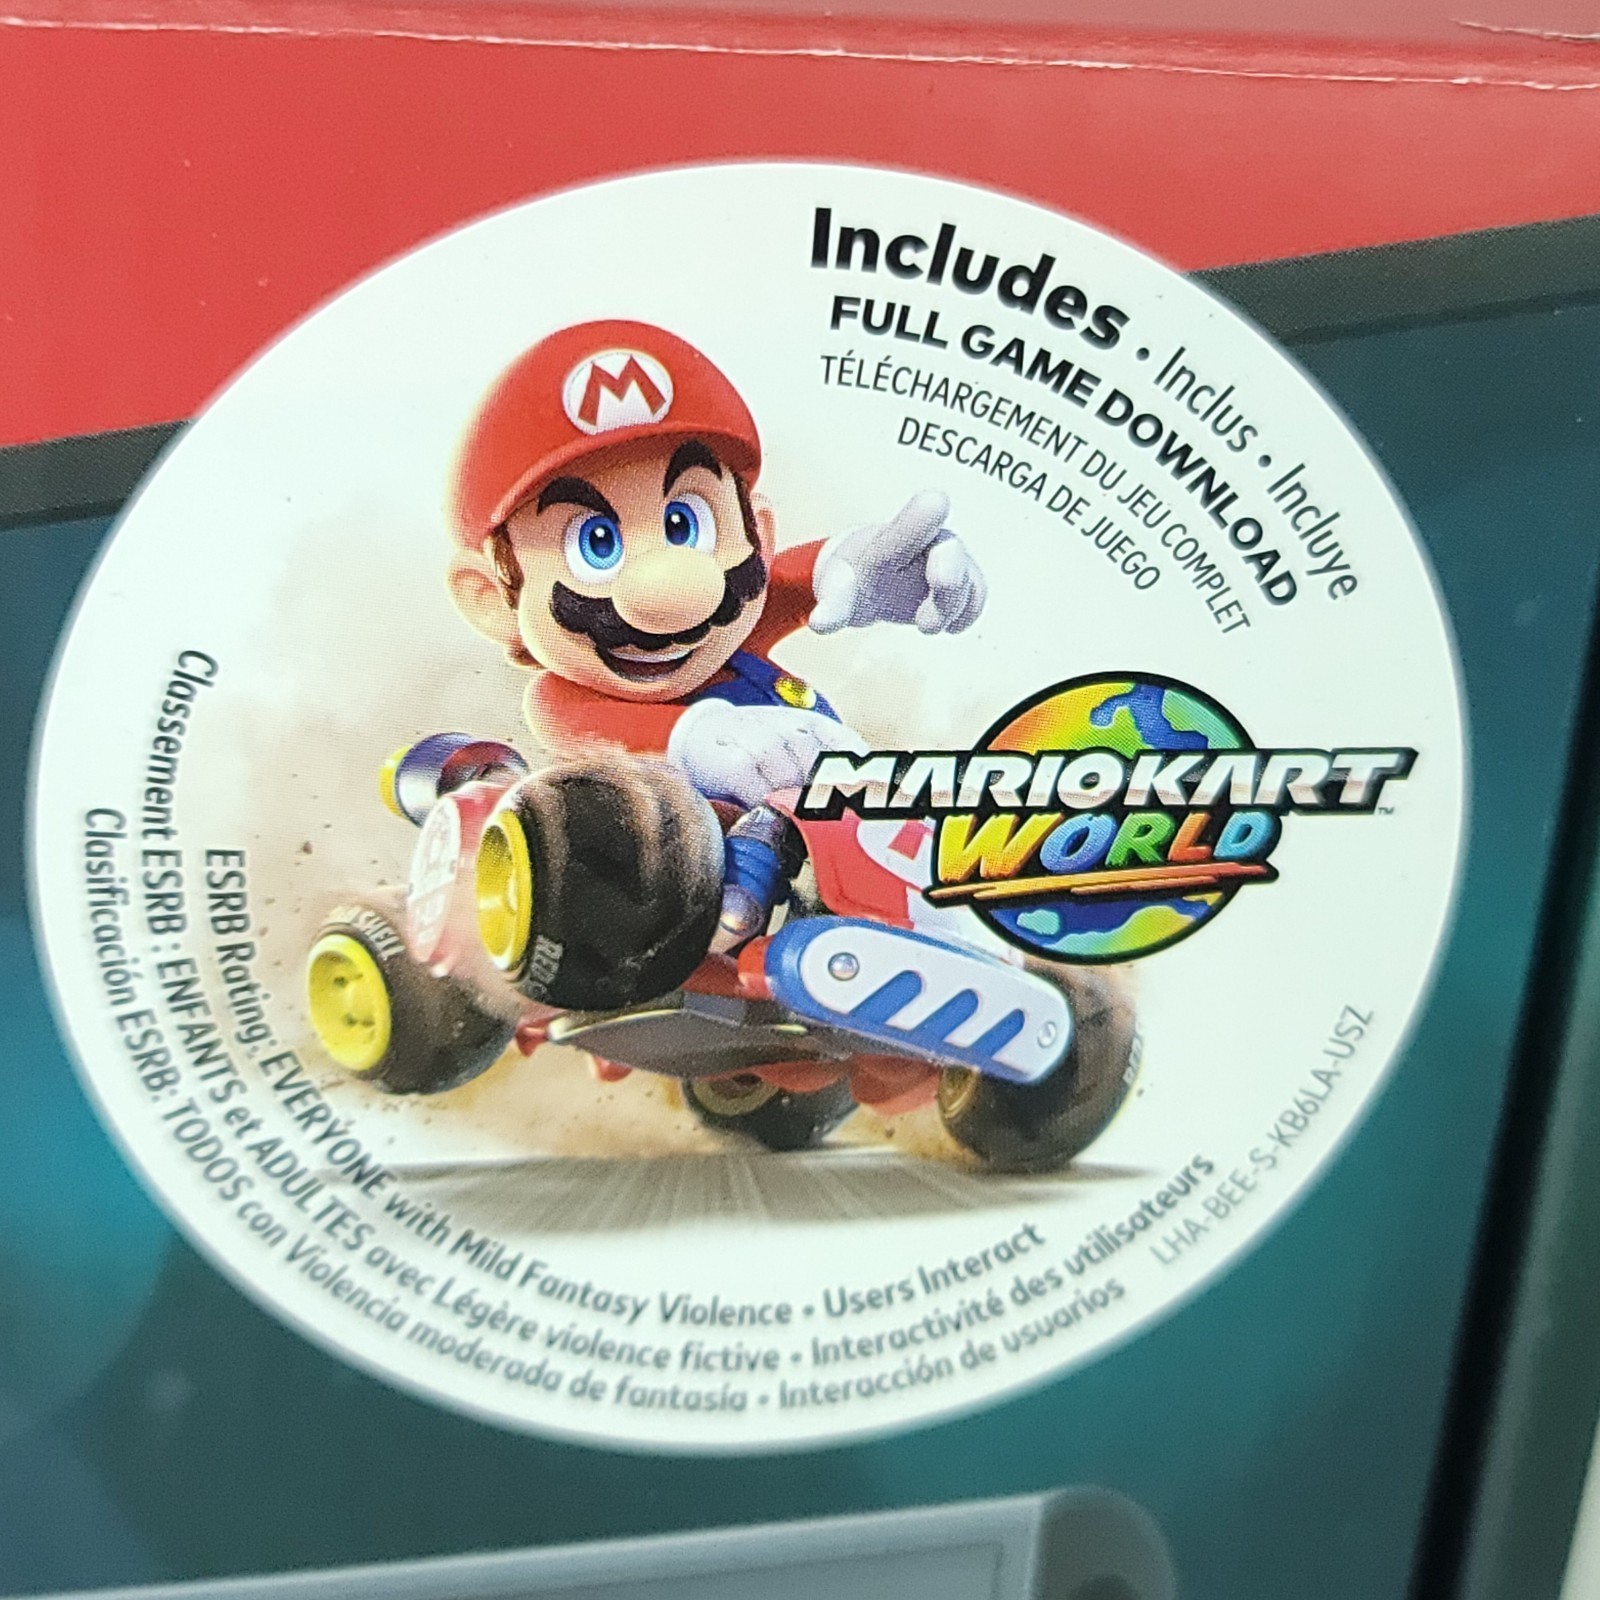 Includes • Inclus • Incluye
FULL GAME DOWNLOAD
TÉLÉCHARGEMENT DU JEU COMPLET
DESCARGA DE JUEGO
M
MARIOKART
™
WORLD
ESRB Rating: EVERYONE with Mild Fantasy Violence • Users Interact
Classement ESRB : ENFANTS et ADULTES avec Légère violence fictive • Interactivité des utilisateurs
Clasificación ESRB: TODOS con Violencia moderada de fantasía • Interacción de usuarios
LHA-BEE-S-KB6LA-USZ